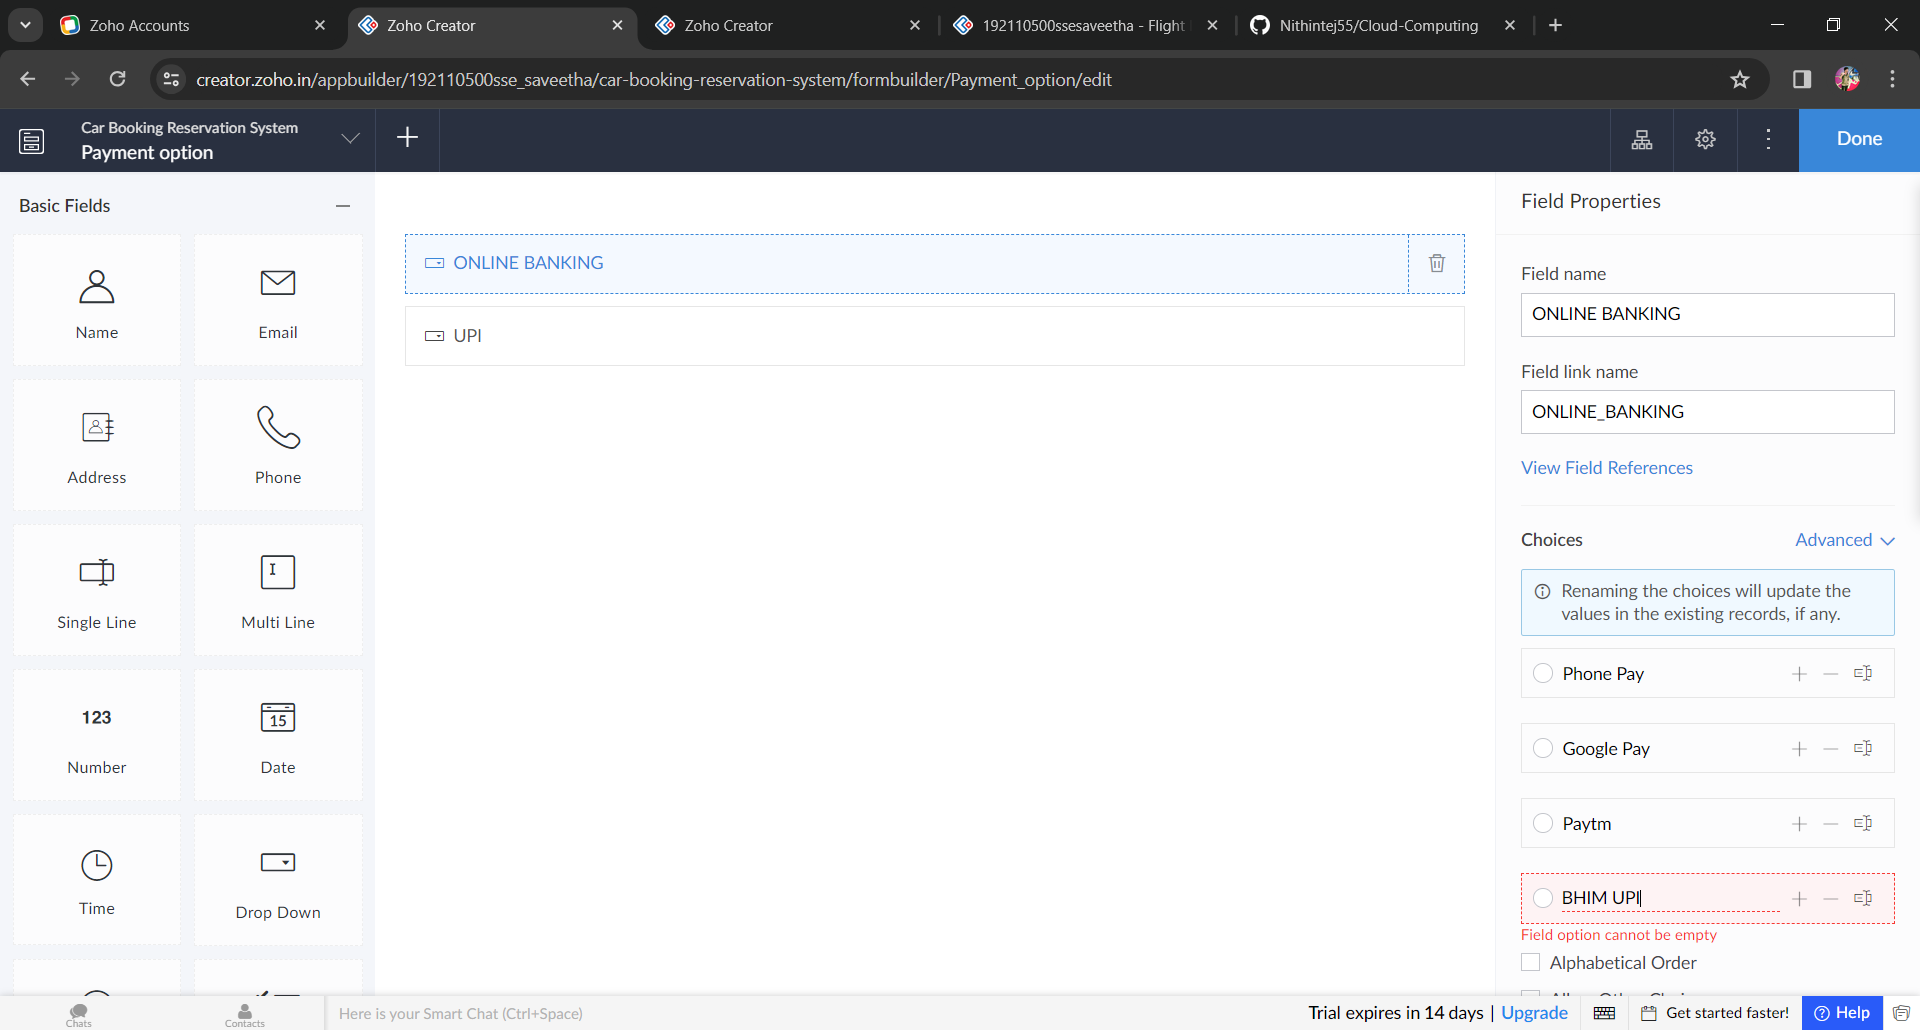 Zoho Accounts
Zoho Creator
Zoho Creator
192110500ssesaveetha - Flight
Nithintej55/Cloud-Computing
creator.zoho.in/appbuilder/192110500sse_saveetha/car-booking-reservation-system/formbuilder/Payment_option/edit
Car Booking Reservation System
Payment option
Done
Basic Fields
Name
Email
Address
Phone
Single Line
Multi Line
123
Number
15
Date
Time
Drop Down
ONLINE BANKING
UPI
Field Properties
Field name
ONLINE BANKING
Field link name
ONLINE_BANKING
View Field References
Choices
Advanced
Renaming the choices will update the
values in the existing records, if any.
Phone Pay
Google Pay
Paytm
BHIM UPI
Field option cannot be empty
Alphabetical Order
Chats
Contacts
Here is your Smart Chat (Ctrl+Space)
Trial expires in 14 days | Upgrade
Get started faster!
Help